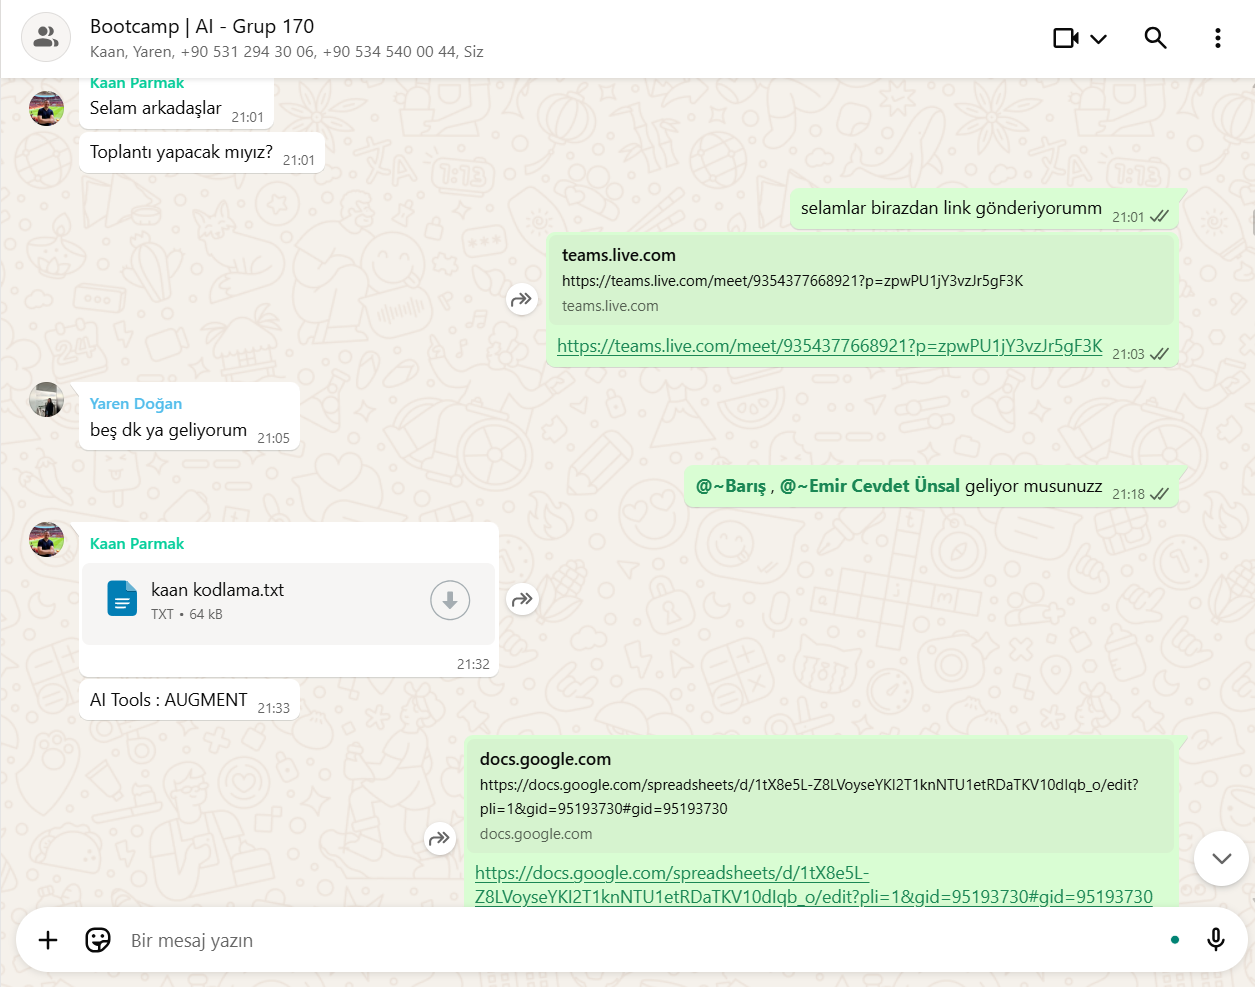 Bootcamp | AI - Grup 170
Kaan, Yaren, +90 531 294 30 06, +90 534 540 00 44, Siz
Kaan Parmak
Selam arkadaşlar 21:01
Toplantı yapacak mıyız? 21:01
selamlar birazdan link gönderiyorumm 21:01
teams.live.com
https://teams.live.com/meet/9354377668921?p=zpwPU1jY3vzJr5gF3K
teams.live.com
https://teams.live.com/meet/9354377668921?p=zpwPU1jY3vzJr5gF3K 21:03
Yaren Doğan
beş dk ya geliyorum 21:05
@~Barış , @~Emir Cevdet Ünsal geliyor musunuzz 21:18
Kaan Parmak
kaan kodlama.txt
TXT • 64 kB
21:32
AI Tools : AUGMENT 21:33
docs.google.com
https://docs.google.com/spreadsheets/d/1tX8e5L-Z8LVoyseYKI2T1knNTU1etRDaTKV10dIqb_o/edit?
pli=1&gid=95193730#gid=95193730
docs.google.com
https://docs.google.com/spreadsheets/d/1tX8e5L-
Z8LVoyseYKI2T1knNTU1etRDaTKV10dIqb_o/edit?pli=1&gid=95193730#gid=95193730
Bir mesaj yazın